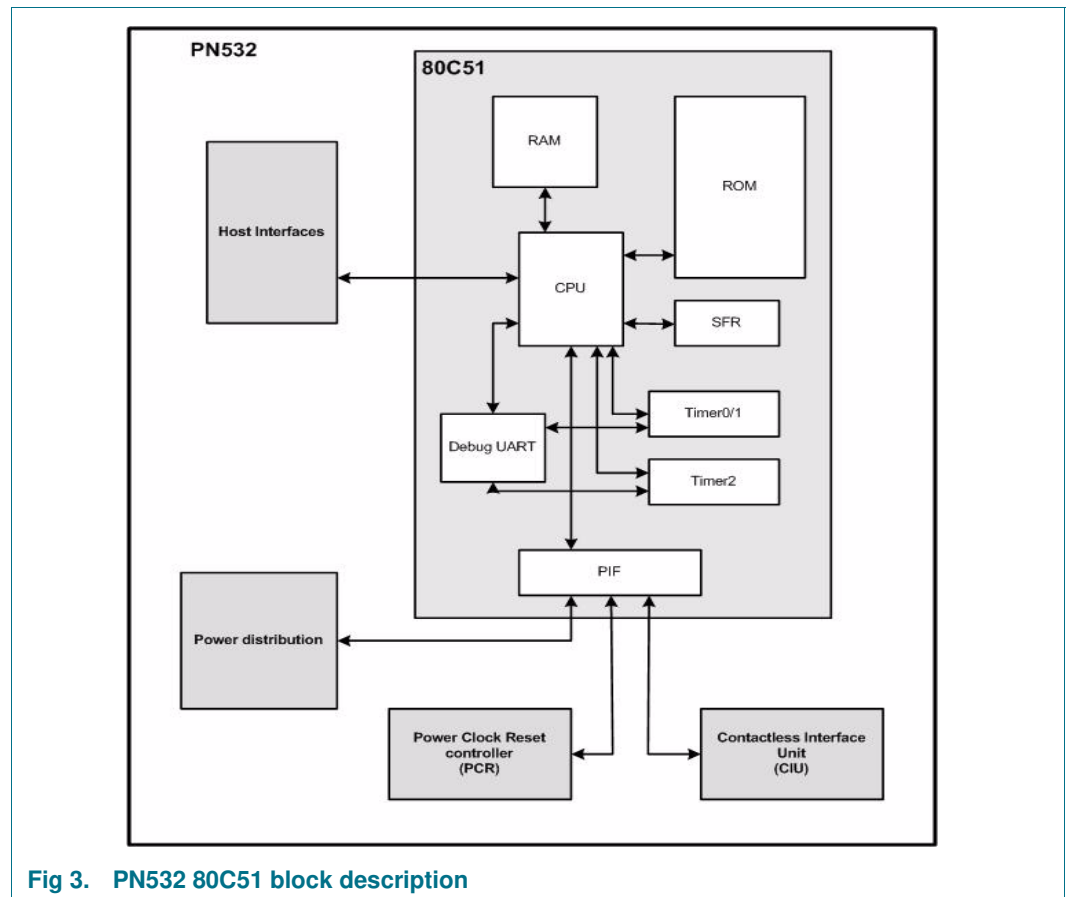 PN532
80C51
RAM
ROM
Host Interfaces
CPU
SFR
Timer0/1
Debug UART
Timer2
PIF
Power distribution
Power Clock Reset
controller
(PCR)
Contactless Interface
Unit
(CIU)
Fig 3. PN532 80C51 block description